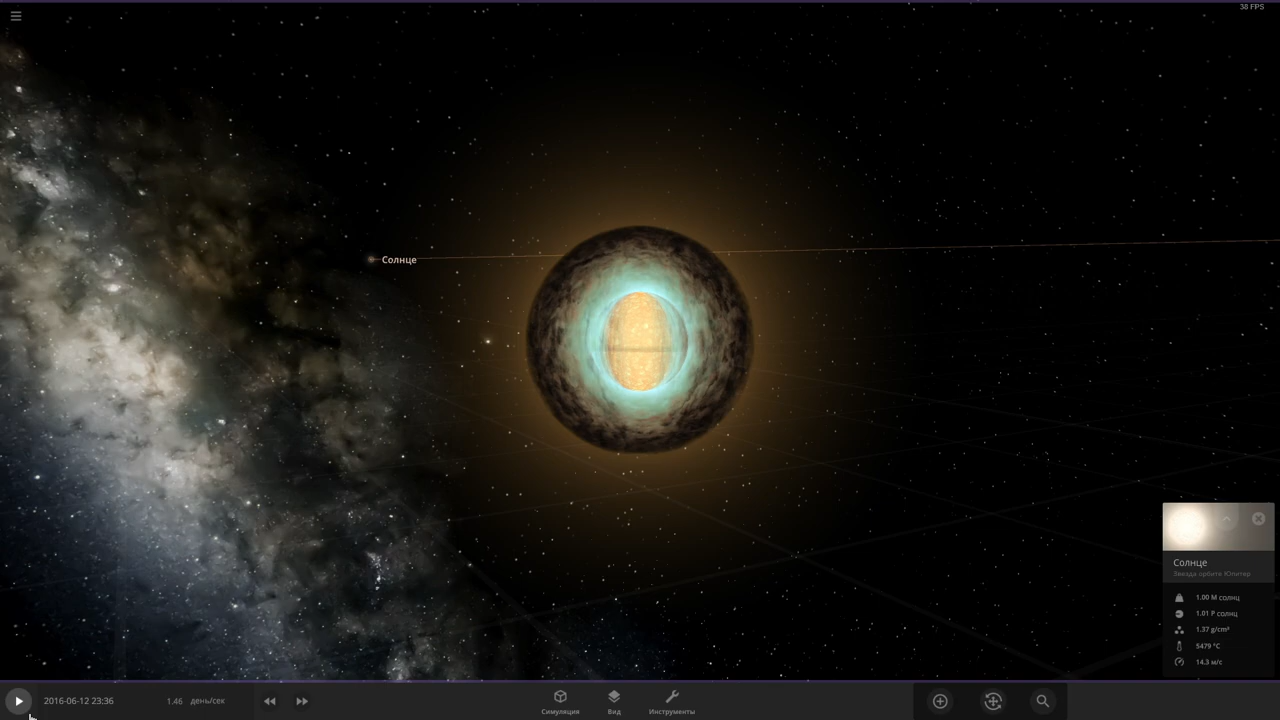 38 FPS
Солнце
Солнце
Звезда орбите Юпитер
1.00 М солнц
1.01 Р солнц
1.37 g/cm³
5479 °C
14.3 м/с
2016-06-12 23:36
1.46 день/сек
Симуляция
Вид
Инструменты